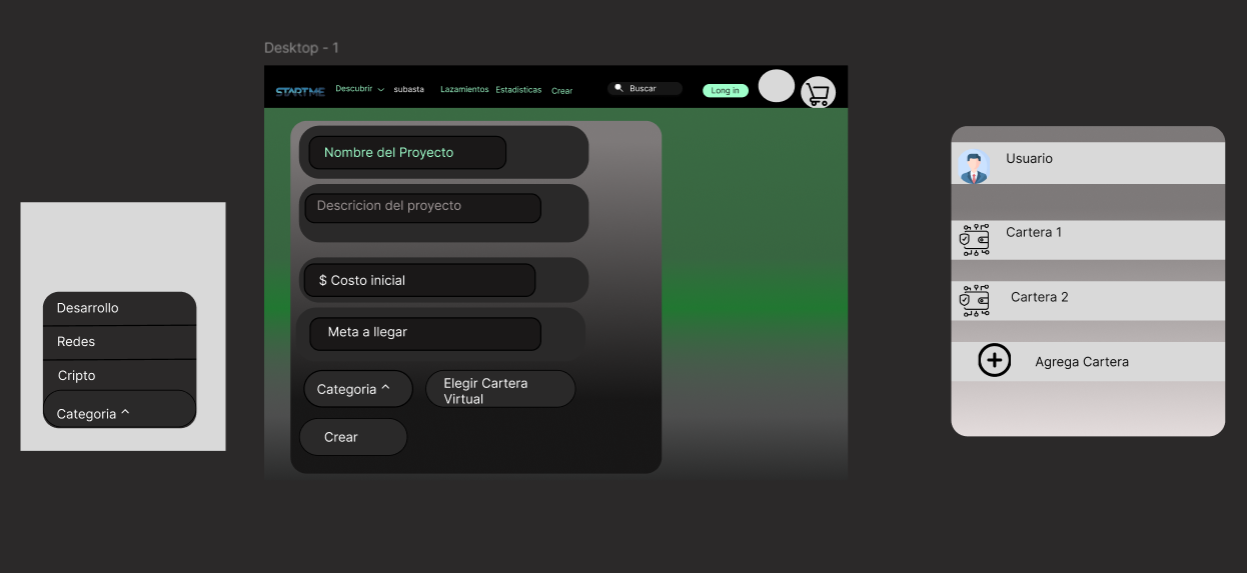 Desktop - 1
STARTME
Descubrir
subasta
Lazamientos
Estadisticas
Crear
Buscar
Long in
Nombre del Proyecto
Descricion del proyecto
$ Costo inicial
Meta a llegar
Categoria ^
Elegir Cartera
Virtual
Crear
Desarrollo
Redes
Cripto
Categoria ^
Usuario
Cartera 1
Cartera 2
Agrega Cartera